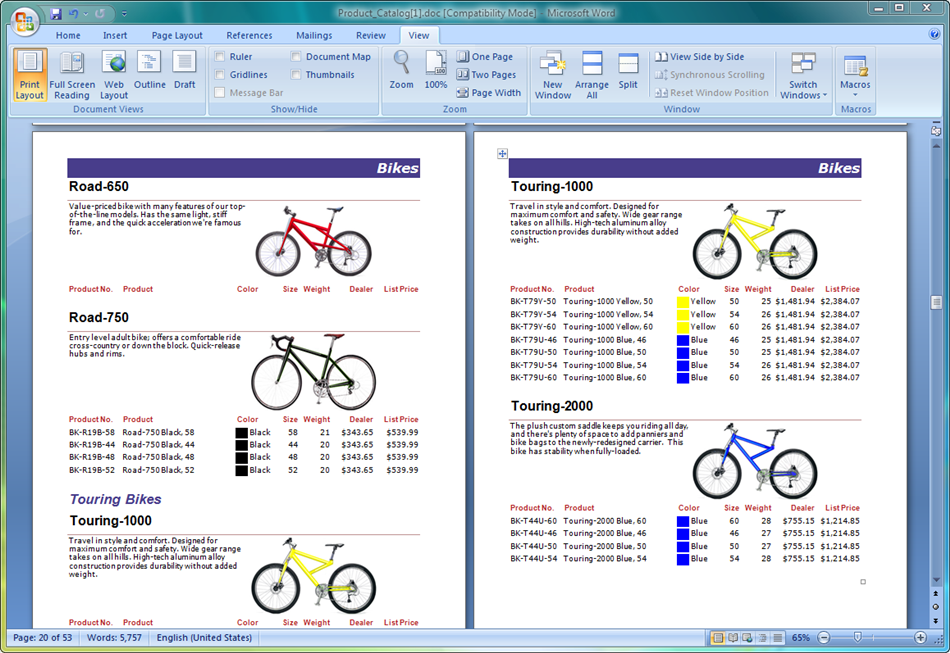 Product_Catalog[1].doc [Compatibility Mode] - Microsoft Word
Home Insert Page Layout References Mailings Review View
Print Layout
Full Screen Reading
Web Layout
Outline
Draft
Document Views
Ruler
Gridlines
Message Bar
Document Map
Thumbnails
Show/Hide
Zoom
100
100%
One Page
Two Pages
Page Width
Zoom
New Window
Arrange All
Split
View Side by Side
Synchronous Scrolling
Reset Window Position
Switch Windows
Window
Macros
Macros
Bikes
Road-650
Value-priced bike with many features of our top-
of-the-line models. Has the same light, stiff
frame, and the quick acceleration we're famous
for.
Product No. Product Color Size Weight Dealer List Price
Road-750
Entry level adult bike; offers a comfortable ride
cross-country or down the block. Quick-release
hubs and rims.
Product No. Product Color Size Weight Dealer List Price
BK-R19B-58 Road-750 Black, 58 Black 58 21 $343.65 $539.99
BK-R19B-44 Road-750 Black, 44 Black 44 20 $343.65 $539.99
BK-R19B-48 Road-750 Black, 48 Black 48 20 $343.65 $539.99
BK-R19B-52 Road-750 Black, 52 Black 52 20 $343.65 $539.99
Touring Bikes
Touring-1000
Travel in style and comfort. Designed for
maximum comfort and safety. Wide gear range
takes on all hills. High-tech aluminum alloy
construction provides durability without added
weight.
Product No. Product Color Size Weight Dealer List Price
Bikes
Touring-1000
Travel in style and comfort. Designed for
maximum comfort and safety. Wide gear range
takes on all hills. High-tech aluminum alloy
construction provides durability without added
weight.
Product No. Product Color Size Weight Dealer List Price
BK-T79Y-50 Touring-1000 Yellow, 50 Yellow 50 25 $1,481.94 $2,384.07
BK-T79Y-54 Touring-1000 Yellow, 54 Yellow 54 26 $1,481.94 $2,384.07
BK-T79Y-60 Touring-1000 Yellow, 60 Yellow 60 26 $1,481.94 $2,384.07
BK-T79U-46 Touring-1000 Blue, 46 Blue 46 25 $1,481.94 $2,384.07
BK-T79U-50 Touring-1000 Blue, 50 Blue 50 25 $1,481.94 $2,384.07
BK-T79U-54 Touring-1000 Blue, 54 Blue 54 26 $1,481.94 $2,384.07
BK-T79U-60 Touring-1000 Blue, 60 Blue 60 26 $1,481.94 $2,384.07
Touring-2000
The plush custom saddle keeps you riding all day,
and there's plenty of space to add panniers and
bike bags to the newly-redesigned carrier. This
bike has stability when fully-loaded.
Product No. Product Color Size Weight Dealer List Price
BK-T44U-60 Touring-2000 Blue, 60 Blue 60 28 $755.15 $1,214.85
BK-T44U-46 Touring-2000 Blue, 46 Blue 46 27 $755.15 $1,214.85
BK-T44U-50 Touring-2000 Blue, 50 Blue 50 27 $755.15 $1,214.85
BK-T44U-54 Touring-2000 Blue, 54 Blue 54 28 $755.15 $1,214.85
Page: 20 of 53 Words: 5,757 English (United States) 65%